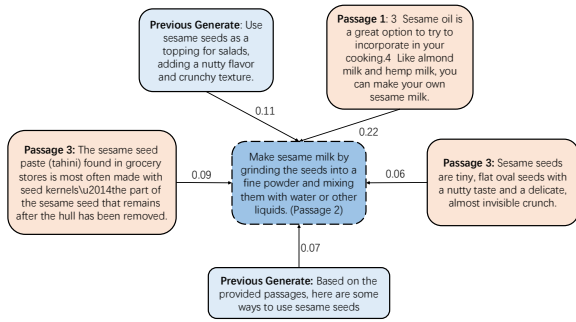 Previous Generate: Use
sesame seeds as a
topping for salads,
adding a nutty flavor
and crunchy texture.
Passage 1: 3  Sesame oil is
a great option to try to
incorporate in your
cooking.4  Like almond
milk and hemp milk, you
can make your own
sesame milk.
0.11
0.22
Passage 3: The sesame seed
paste (tahini) found in grocery
stores is most often made with
seed kernels\u2014the part of
the sesame seed that remains
after the hull has been removed.
0.09
Make sesame milk by
grinding the seeds into a
fine powder and mixing
them with water or other
liquids. (Passage 2)
0.06
Passage 3: Sesame seeds
are tiny, flat oval seeds with
a nutty taste and a delicate,
almost invisible crunch.
0.07
Previous Generate: Based on the
provided passages, here are some
ways to use sesame seeds